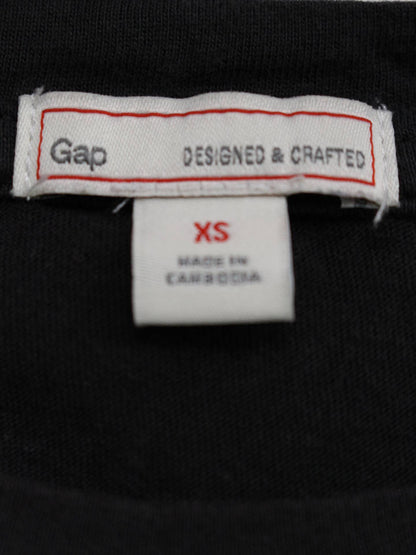 Gap DESIGNED & CRAFTED
XS
MADE IN
CAMBODIA